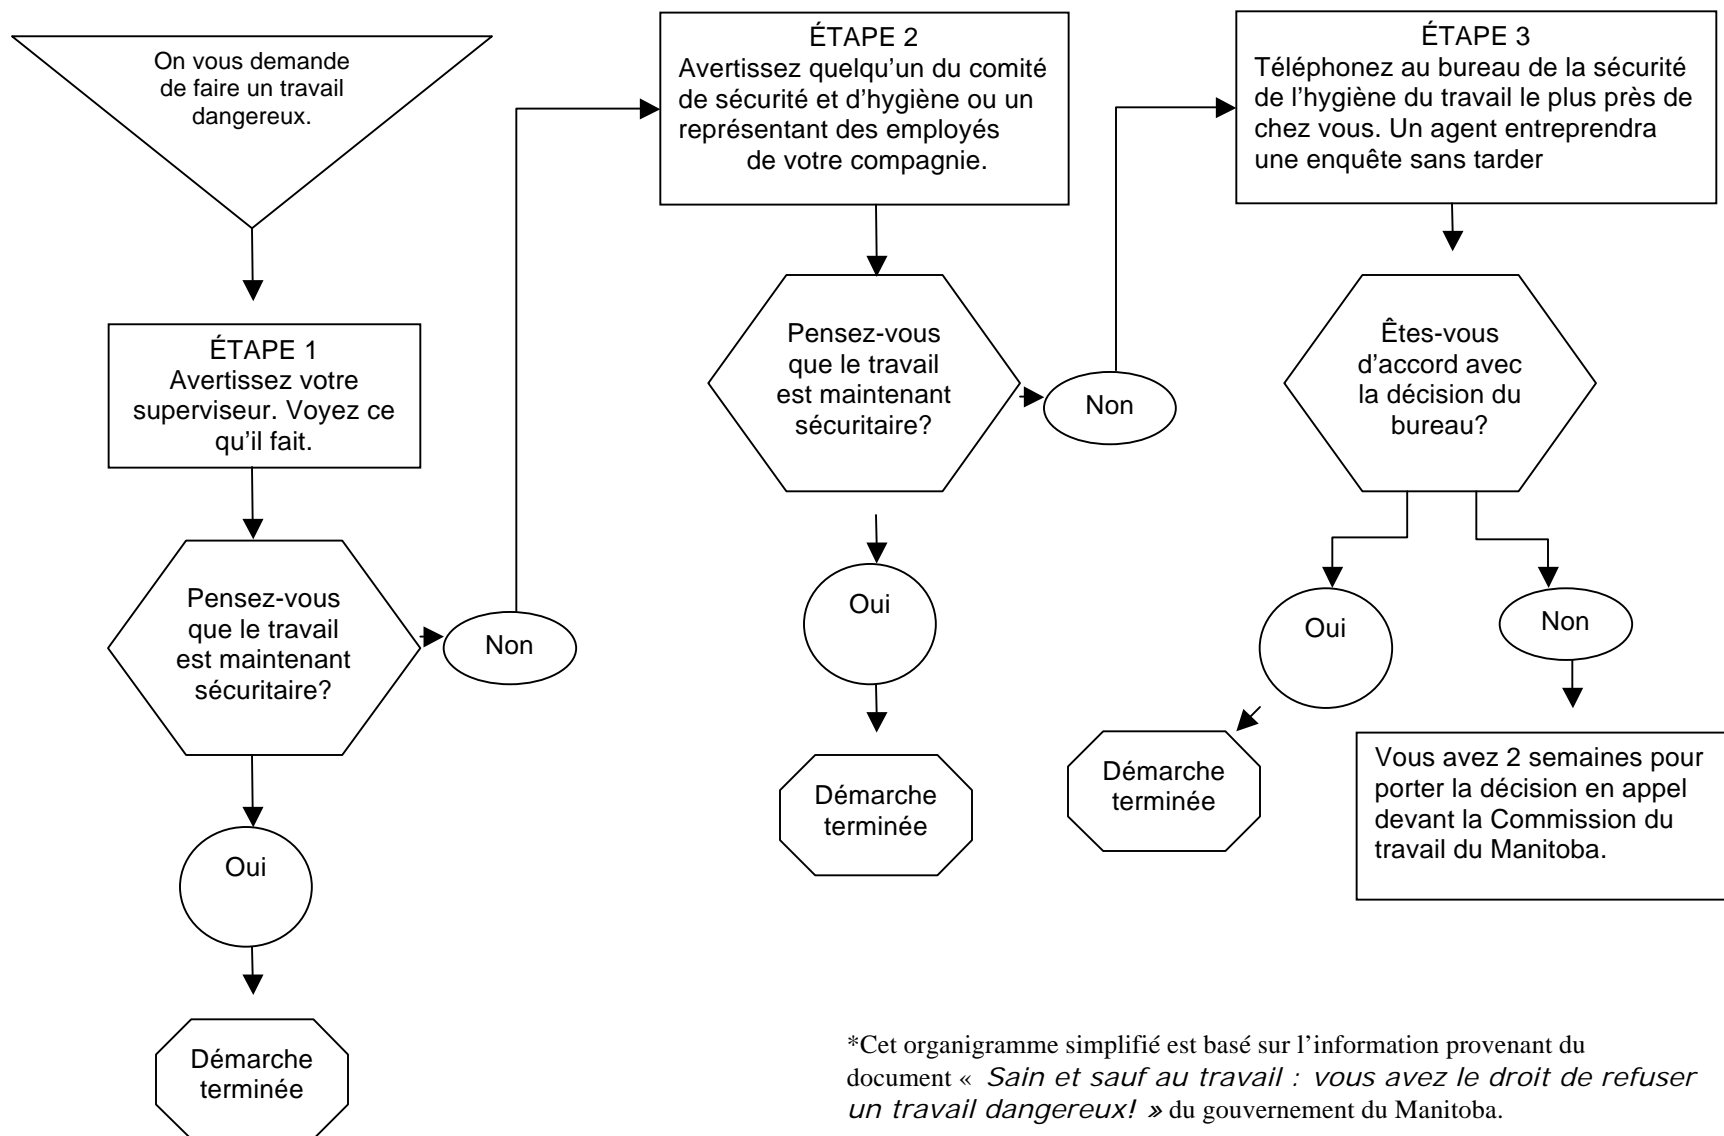 On vous demande
de faire un travail
dangereux.
ÉTAPE 1
Avertissez votre
superviseur. Voyez ce
qu'il fait.
Pensez-vous
que le travail
est maintenant
sécuritaire?
Non
Oui
Démarche
terminée
ÉTAPE 2
Avertissez quelqu'un du comité
de sécurité et d'hygiène ou un
représentant des employés
de votre compagnie.
Pensez-vous
que le travail
est maintenant
sécuritaire?
Non
Oui
Démarche
terminée
ÉTAPE 3
Téléphonez au bureau de la sécurité
de l'hygiène du travail le plus près de
chez vous. Un agent entreprendra
une enquête sans tarder
Êtes-vous
d'accord avec
la décision du
bureau?
Oui
Non
Démarche
terminée
Vous avez 2 semaines pour
porter la décision en appel
devant la Commission du
travail du Manitoba.
*Cet organigramme simplifié est basé sur l'information provenant du
document « Sain et sauf au travail : vous avez le droit de refuser
un travail dangereux! » du gouvernement du Manitoba.